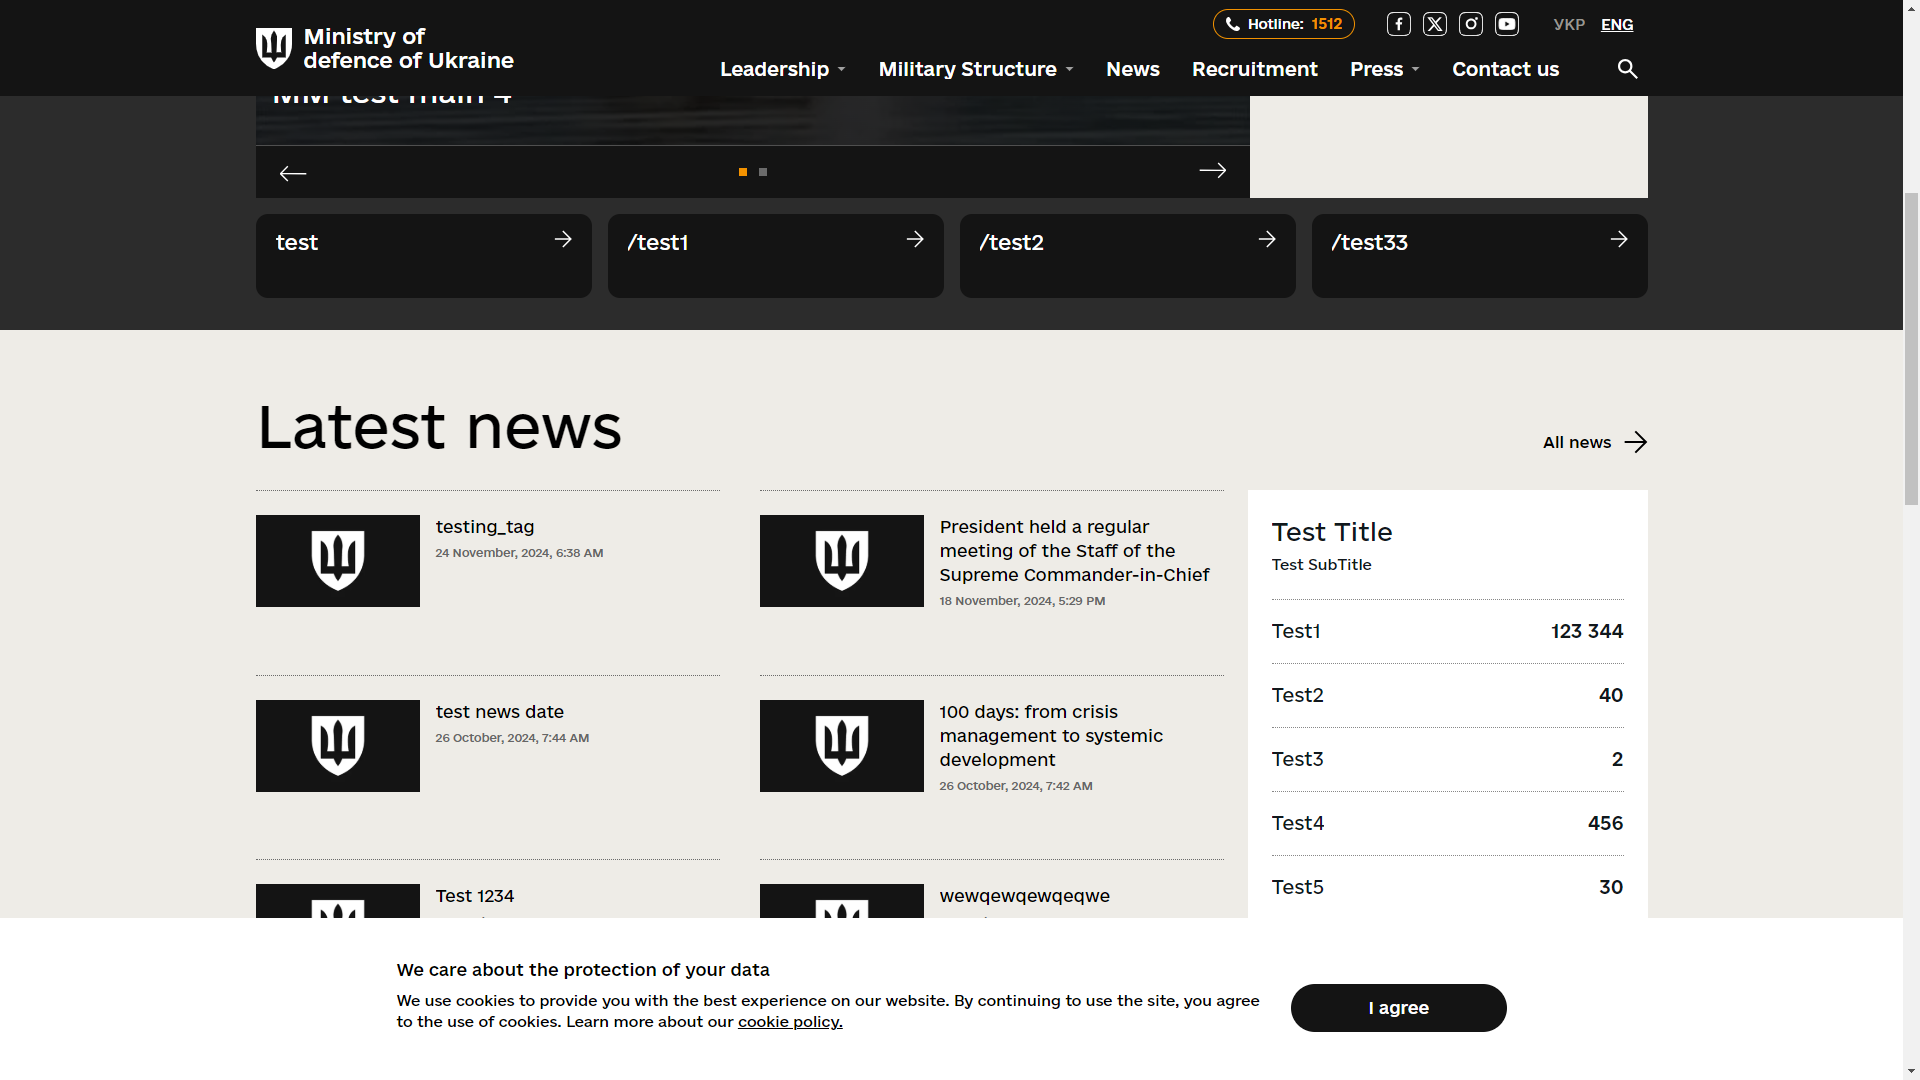 Ministry of
defence of Ukraine
Hotline: 1512
УКР ENG
Leadership
Military Structure
News
Recruitment
Press
Contact us
MM test main 4
test
/test1
/test2
/test33
Latest news
All news
testing_tag
24 November, 2024, 6:38 AM
President held a regular
meeting of the Staff of the
Supreme Commander-in-Chief
18 November, 2024, 5:29 PM
test news date
26 October, 2024, 7:44 AM
100 days: from crisis
management to systemic
development
26 October, 2024, 7:42 AM
Test 1234
wewqewqewqeqwe
Test Title
Test SubTitle
Test1 123 344
Test2 40
Test3 2
Test4 456
Test5 30
We care about the protection of your data
We use cookies to provide you with the best experience on our website. By continuing to use the site, you agree
to the use of cookies. Learn more about our cookie policy.
I agree